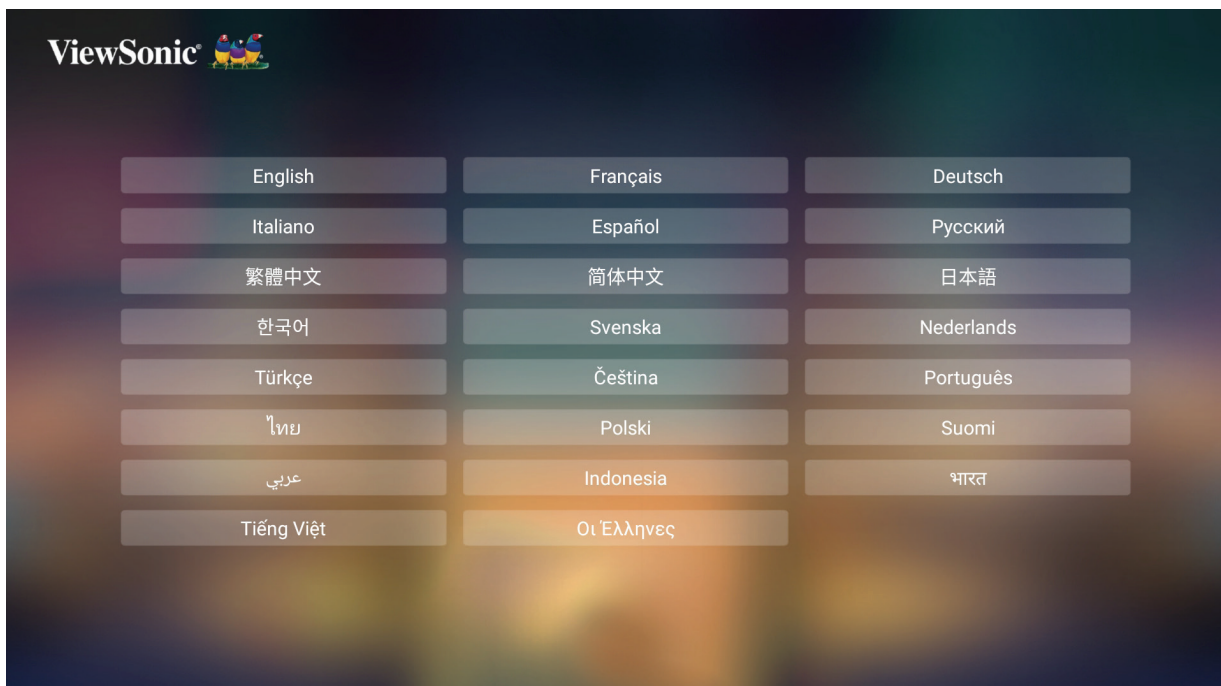 ViewSonic®
English Français Deutsch
Italiano Español Русский
繁體中文 简体中文 日本語
한국어 Svenska Nederlands
Türkçe Čeština Português
ไทย Polski Suomi
عربي Indonesia भारत
Tiếng Việt Οι Έλληνες